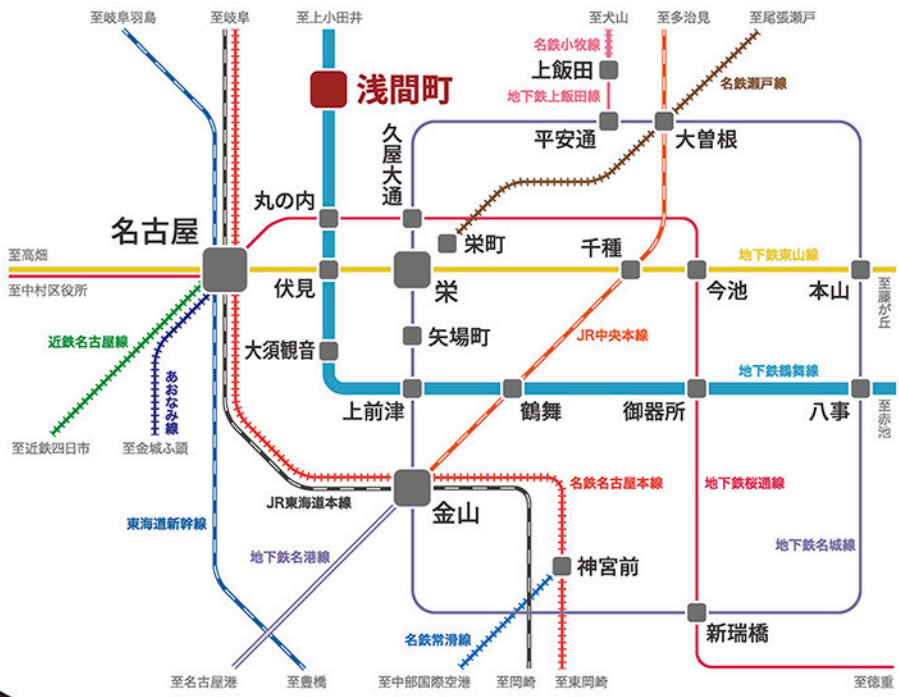 至岐阜羽島
至岐阜
至上小田井
至犬山
至多治見
至尾張瀬戸
名鉄小牧線
上飯田
地下鉄上飯田線
名鉄瀬戸線
浅間町
平安通
大曽根
久屋大通
丸の内
名古屋
栄町
千種
至高畑
地下鉄東山線
至中村区役所
伏見
栄
今池
本山
至藤が丘
近鉄名古屋線
あおなみ線
大須観音
矢場町
JR中央本線
地下鉄鶴舞線
上前津
鶴舞
御器所
八事
至赤池
至近鉄四日市
至金城ふ頭
JR東海道本線
名鉄名古屋本線
地下鉄桜通線
金山
東海道新幹線
地下鉄名港線
地下鉄名城線
神宮前
新瑞橋
名鉄常滑線
至名古屋港
至豊橋
至中部国際空港
至岡崎
至東岡崎
至徳重